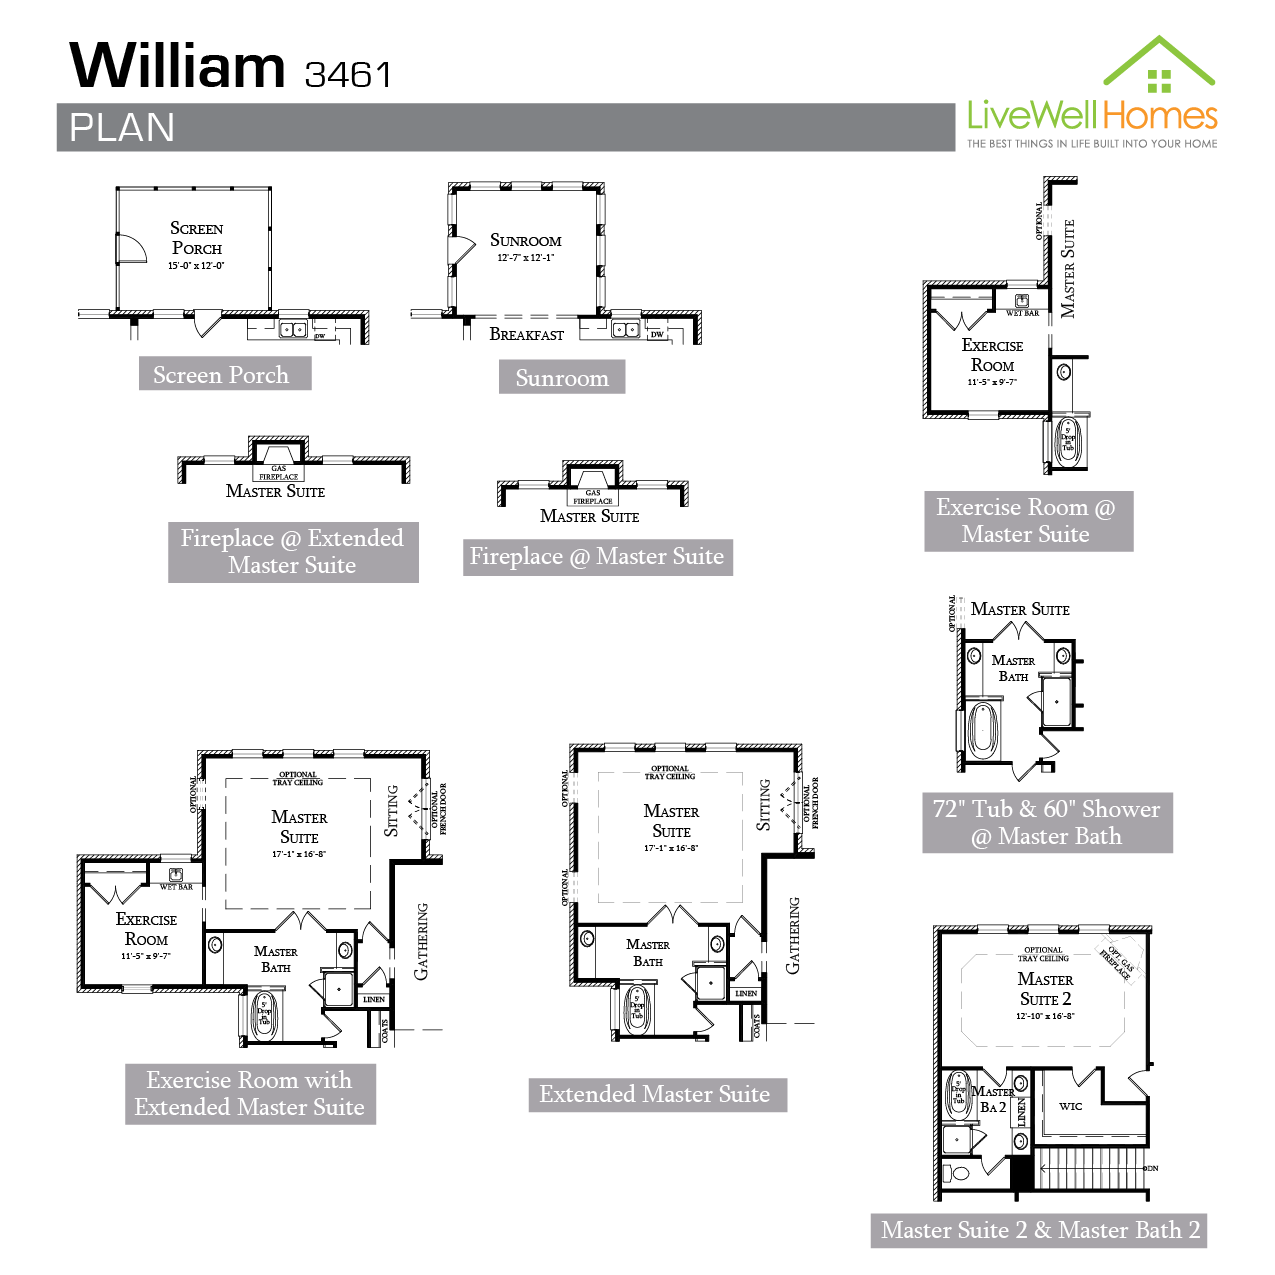 William 3461
PLAN
LiveWell Homes
THE BEST THINGS IN LIFE BUILT INTO YOUR HOME
SCREEN
PORCH
15'-0" x 12'-0"
DW
Screen Porch
SUNROOM
12'-7" x 12'-1"
BREAKFAST
DW
Sunroom
OPTIONAL
MASTER SUITE
WET BAR
EXERCISE
ROOM
11'-5" x 9'-7"
5'
Drop
in
Tub
Exercise Room @
Master Suite
GAS
FIREPLACE
MASTER SUITE
Fireplace @ Extended
Master Suite
GAS
FIREPLACE
MASTER SUITE
Fireplace @ Master Suite
OPTIONAL
MASTER SUITE
MASTER
BATH
72" Tub & 60" Shower
@ Master Bath
OPTIONAL
OPTIONAL
TRAY CEILING
MASTER
SUITE
17'-1" x 16'-8"
SITTING
OPTIONAL
FRENCH DOOR
WET BAR
EXERCISE
ROOM
11'-5" x 9'-7"
MASTER
BATH
GATHERING
5'
Drop
in
Tub
LINEN
COATS
Exercise Room with
Extended Master Suite
OPTIONAL
OPTIONAL
TRAY CEILING
MASTER
SUITE
17'-1" x 16'-8"
SITTING
OPTIONAL
FRENCH DOOR
OPTIONAL
MASTER
BATH
GATHERING
5'
Drop
in
Tub
LINEN
COATS
Extended Master Suite
OPTIONAL
TRAY CEILING
OPT. GAS
FIREPLACE
MASTER
SUITE 2
12'-10" x 16'-8"
5'
Drop
in
Tub
MASTER
BA 2
LINEN
WIC
DN
Master Suite 2 & Master Bath 2